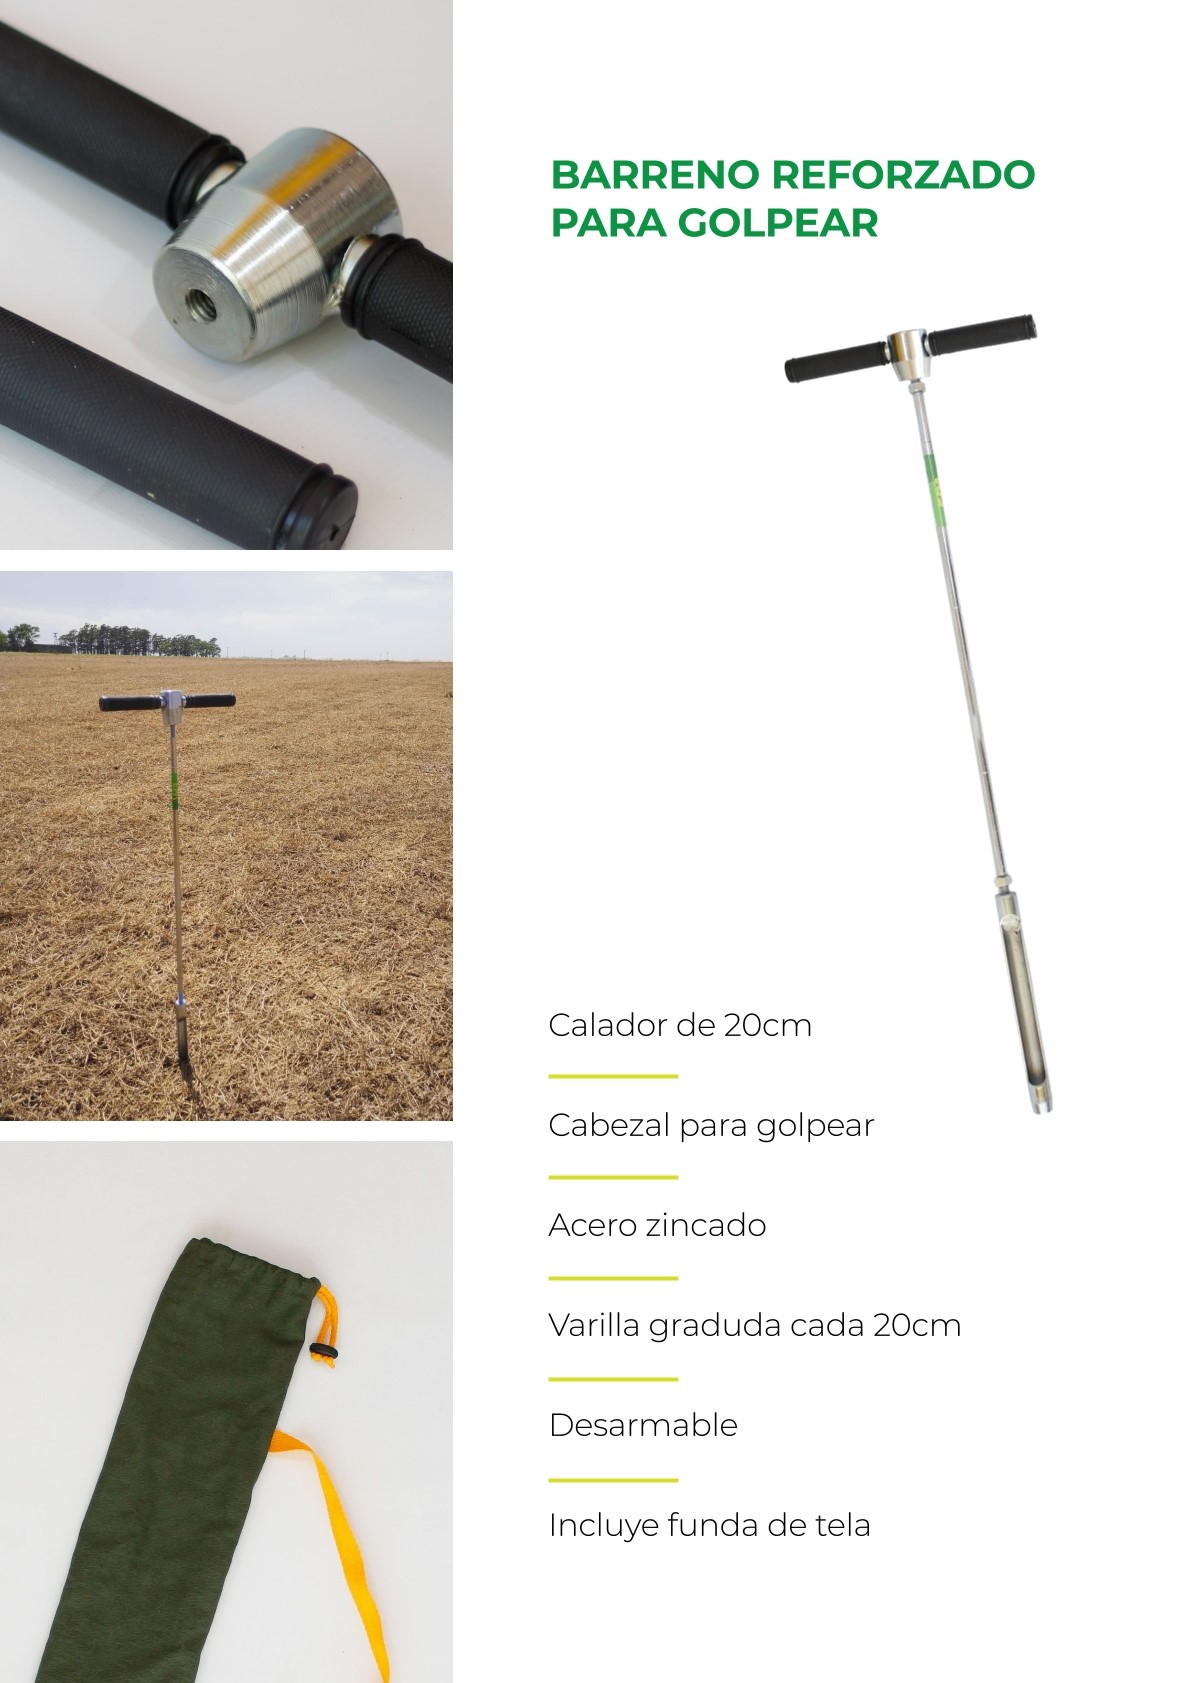 BARRENO REFORZADO
PARA GOLPEAR
Calador de 20cm
Cabezal para golpear
Acero zincado
Varilla graduda cada 20cm
Desarmable
Incluye funda de tela